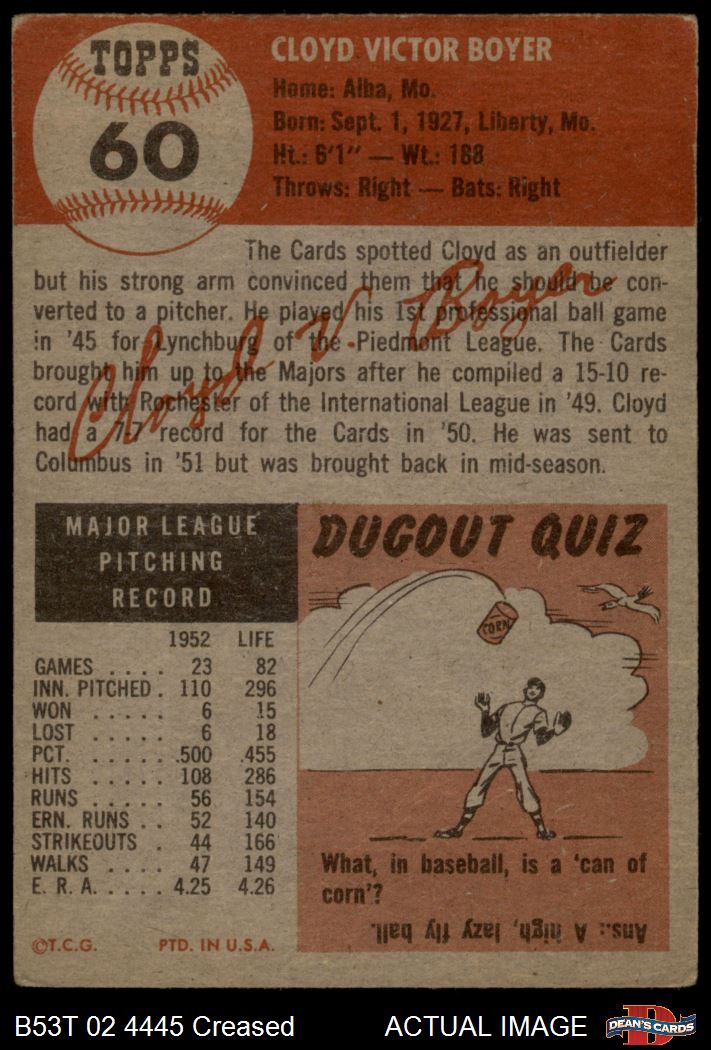 TOPPS
60
CLOYD VICTOR BOYER
Home: Alba, Mo.
Born: Sept. 1, 1927, Liberty, Mo.
Ht.: 6'1" — Wt.: 188
Throws: Right — Bats: Right
The Cards spotted Cloyd as an outfielder
but his strong arm convinced them that he should be con-
verted to a pitcher. He played his 1st professional ball game
in '45 for Lynchburg of the Piedmont League. The Cards
brought him up to the Majors after he compiled a 15-10 re-
cord with Rochester of the International League in '49. Cloyd
had a 7-7 record for the Cards in '50. He was sent to
Columbus in '51 but was brought back in mid-season.
Cloyd V. Boyer
MAJOR LEAGUE
PITCHING
RECORD
1952 LIFE
GAMES .... 23 82
INN. PITCHED . 110 296
WON ..... 6 15
LOST ..... 6 18
PCT. ...... .500 .455
HITS ...... 108 286
RUNS ..... 56 154
ERN. RUNS .. 52 140
STRIKEOUTS . 44 166
WALKS .... 47 149
E. R. A. ..... 4.25 4.26
©T.C.G. PTD. IN U.S.A.
DUGOUT QUIZ
CORN
What, in baseball, is a 'can of
corn'?
Ans.: A high, lazy fly ball.
B53T 02 4445 Creased ACTUAL IMAGE
D
DEAN'S CARDS